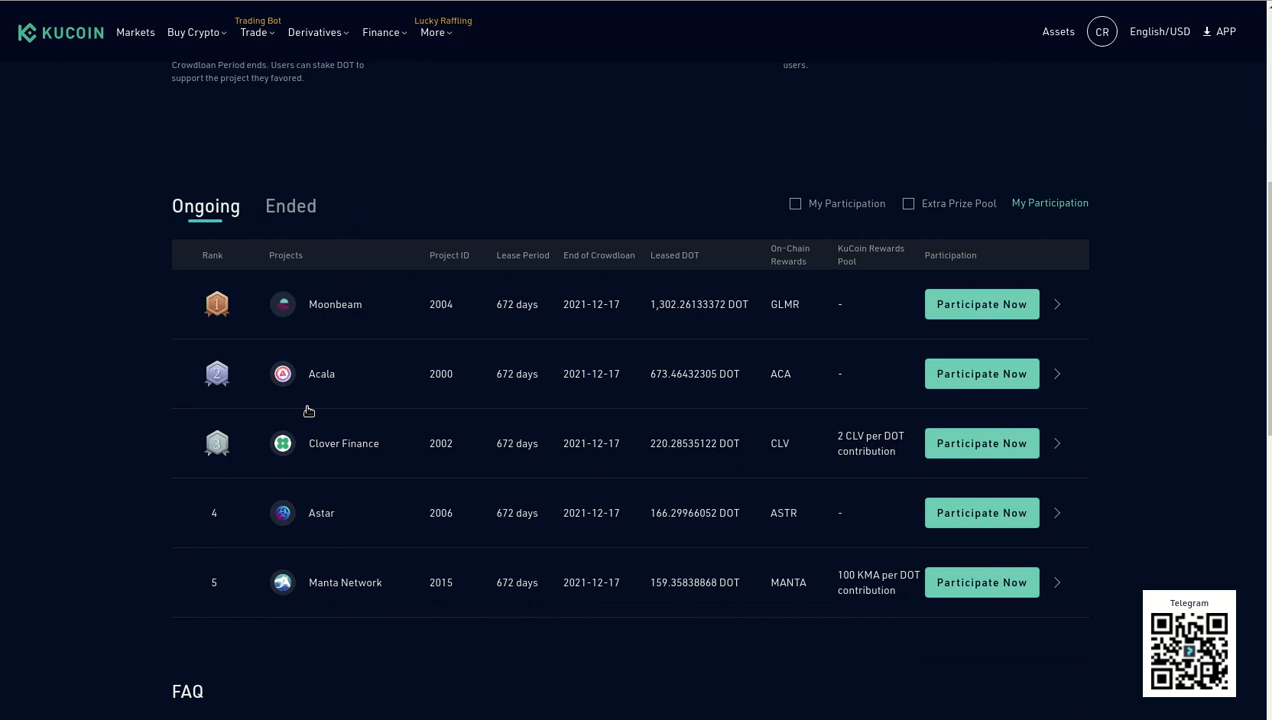 KUCOIN
Markets
Buy Crypto
Trading Bot
Trade
Derivatives
Finance
Lucky Raffling
More
Assets
CR
English/USD
APP
Crowdloan Period ends. Users can stake DOT to
support the project they favored.
users.
Ongoing
Ended
My Participation
Extra Prize Pool
My Participation
Rank
Projects
Project ID
Lease Period
End of Crowdloan
Leased DOT
On-Chain
Rewards
KuCoin Rewards
Pool
Participation
1
Moonbeam
2004
672 days
2021-12-17
1,302.26133372 DOT
GLMR
-
Participate Now
2
Acala
2000
672 days
2021-12-17
673.46432305 DOT
ACA
-
Participate Now
3
Clover Finance
2002
672 days
2021-12-17
220.28535122 DOT
CLV
2 CLV per DOT
contribution
Participate Now
4
Astar
2006
672 days
2021-12-17
166.29966052 DOT
ASTR
-
Participate Now
5
Manta Network
2015
672 days
2021-12-17
159.35838868 DOT
MANTA
100 KMA per DOT
contribution
Participate Now
Telegram
FAQ